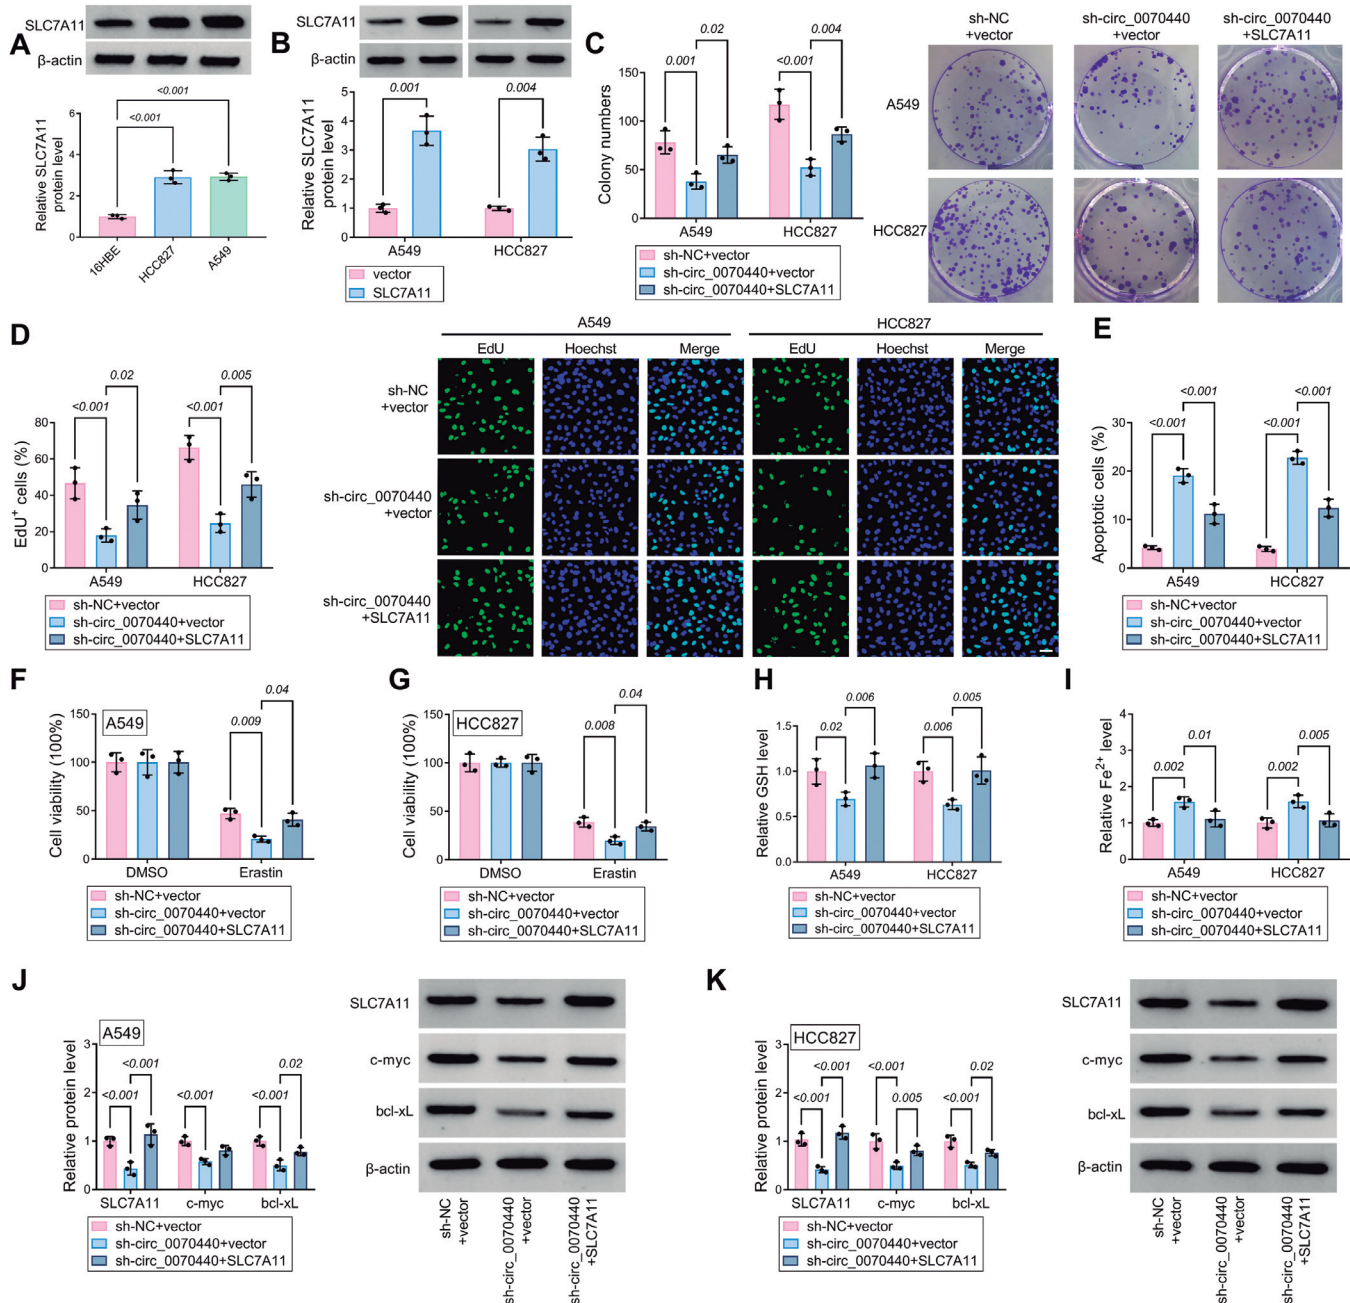 A
SLC7A11
β-actin
<0.001
<0.001
Relative SLC7A11
protein level
6
4
2
0
16HBE
HCC827
A549
B
SLC7A11
β-actin
0.001
0.004
Relative SLC7A11
protein level
5
4
3
2
1
0
A549
HCC827
vector
SLC7A11
C
0.02
0.004
0.001
<0.001
Colony numbers
150
100
50
0
A549
HCC827
sh-NC+vector
sh-circ_0070440+vector
sh-circ_0070440+SLC7A11
sh-NC
+vector
sh-circ_0070440
+vector
sh-circ_0070440
+SLC7A11
A549
HCC827
D
0.02
0.005
<0.001
<0.001
EdU⁺ cells (%)
80
60
40
20
0
A549
HCC827
sh-NC+vector
sh-circ_0070440+vector
sh-circ_0070440+SLC7A11
A549
HCC827
EdU
Hoechst
Merge
EdU
Hoechst
Merge
sh-NC
+vector
sh-circ_0070440
+vector
sh-circ_0070440
+SLC7A11
E
<0.001
<0.001
<0.001
<0.001
Apoptotic cells (%)
30
20
10
0
A549
HCC827
sh-NC+vector
sh-circ_0070440+vector
sh-circ_0070440+SLC7A11
F
A549
0.04
0.009
Cell viability (100%)
150
100
50
0
DMSO
Erastin
sh-NC+vector
sh-circ_0070440+vector
sh-circ_0070440+SLC7A11
G
HCC827
0.04
0.008
Cell viability (100%)
150
100
50
0
DMSO
Erastin
sh-NC+vector
sh-circ_0070440+vector
sh-circ_0070440+SLC7A11
H
0.006
0.005
0.02
0.006
Relative GSH level
1.5
1.0
0.5
0.0
A549
HCC827
sh-NC+vector
sh-circ_0070440+vector
sh-circ_0070440+SLC7A11
I
0.01
0.005
0.002
0.002
Relative Fe²⁺ level
4
3
2
1
0
A549
HCC827
sh-NC+vector
sh-circ_0070440+vector
sh-circ_0070440+SLC7A11
J
A549
<0.001
0.02
<0.001
<0.001
<0.001
Relative protein level
3
2
1
0
SLC7A11
c-myc
bcl-xL
sh-NC+vector
sh-circ_0070440+vector
sh-circ_0070440+SLC7A11
SLC7A11
c-myc
bcl-xL
β-actin
sh-NC
+vector
sh-circ_0070440
+vector
sh-circ_0070440
+SLC7A11
K
HCC827
<0.001
<0.001
0.02
<0.001
0.005
<0.001
Relative protein level
3
2
1
0
SLC7A11
c-myc
bcl-xL
sh-NC+vector
sh-circ_0070440+vector
sh-circ_0070440+SLC7A11
SLC7A11
c-myc
bcl-xL
β-actin
sh-NC
+vector
sh-circ_0070440
+vector
sh-circ_0070440
+SLC7A11